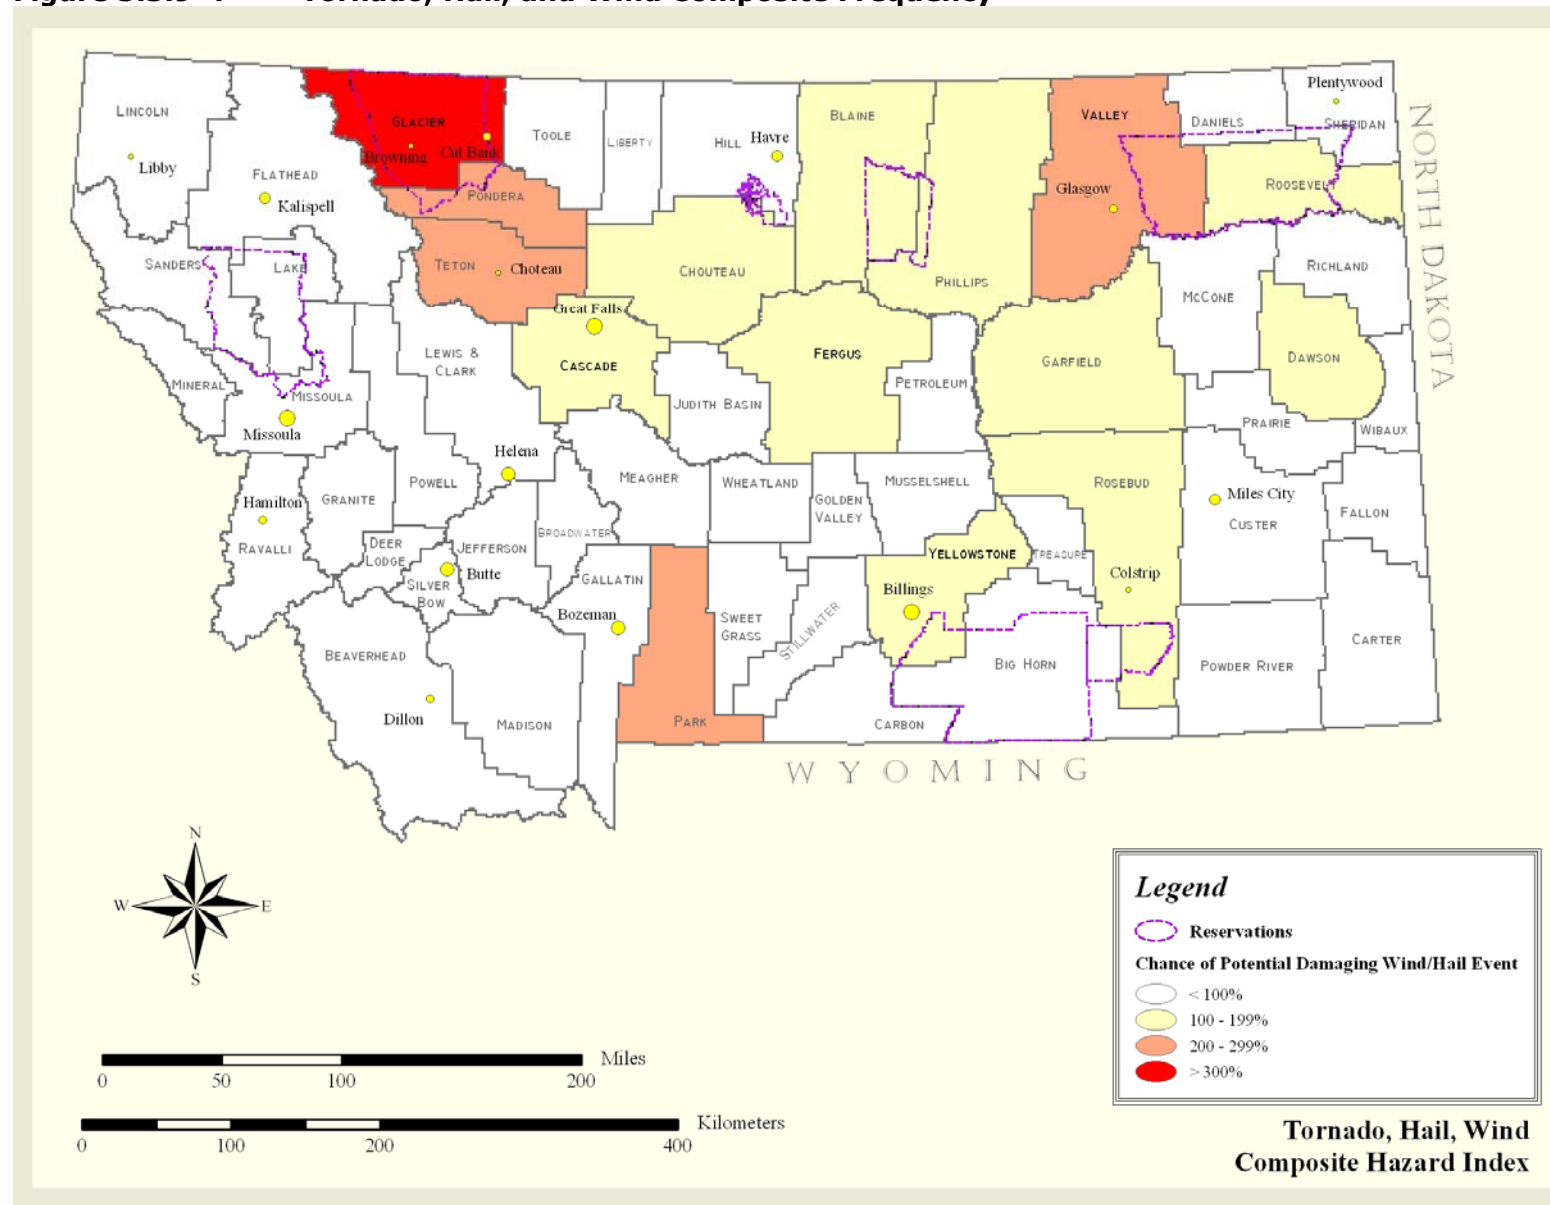 Tornado, Hail, and Wind Composite Frequency
Plentywood
LINCOLN
GLACIER
TOOLE
LIBERTY
HILL
Havre
BLAINE
VALLEY
DANIELS
SHERIDAN
Libby
Browning
Cut Bank
FLATHEAD
Kalispell
PONDERA
Glasgow
ROOSEVELT
NORTH DAKOTA
SANDERS
LAKE
TETON
Choteau
CHOUTEAU
PHILLIPS
McCONE
RICHLAND
Great Falls
CASCADE
LEWIS &
CLARK
FERGUS
GARFIELD
DAWSON
MINERAL
MISSOULA
JUDITH BASIN
PETROLEUM
PRAIRIE
WIBAUX
Missoula
Helena
Hamilton
GRANITE
POWELL
MEAGHER
WHEATLAND
GOLDEN
VALLEY
MUSSELSHELL
ROSEBUD
Miles City
CUSTER
FALLON
RAVALLI
DEER
LODGE
JEFFERSON
BROADWATER
YELLOWSTONE
TREASURE
Butte
SILVER
BOW
GALLATIN
Bozeman
Billings
Colstrip
SWEET
GRASS
STILLWATER
BEAVERHEAD
BIG HORN
POWDER RIVER
CARTER
Dillon
MADISON
PARK
CARBON
WYOMING
N
W
E
S
Legend
Reservations
Chance of Potential Damaging Wind/Hail Event
< 100%
100 - 199%
200 - 299%
> 300%
Miles
0 50 100 200
Kilometers
0 100 200 400
Tornado, Hail, Wind
Composite Hazard Index